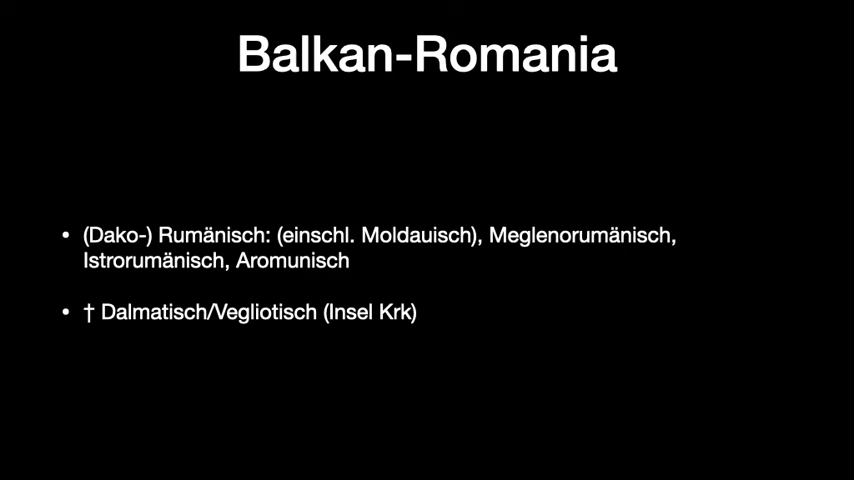 Balkan-Romania
• (Dako-) Rumänisch: (einschl. Moldauisch), Meglenorumänisch,
Istrorumänisch, Aromunisch
• † Dalmatisch/Vegliotisch (Insel Krk)